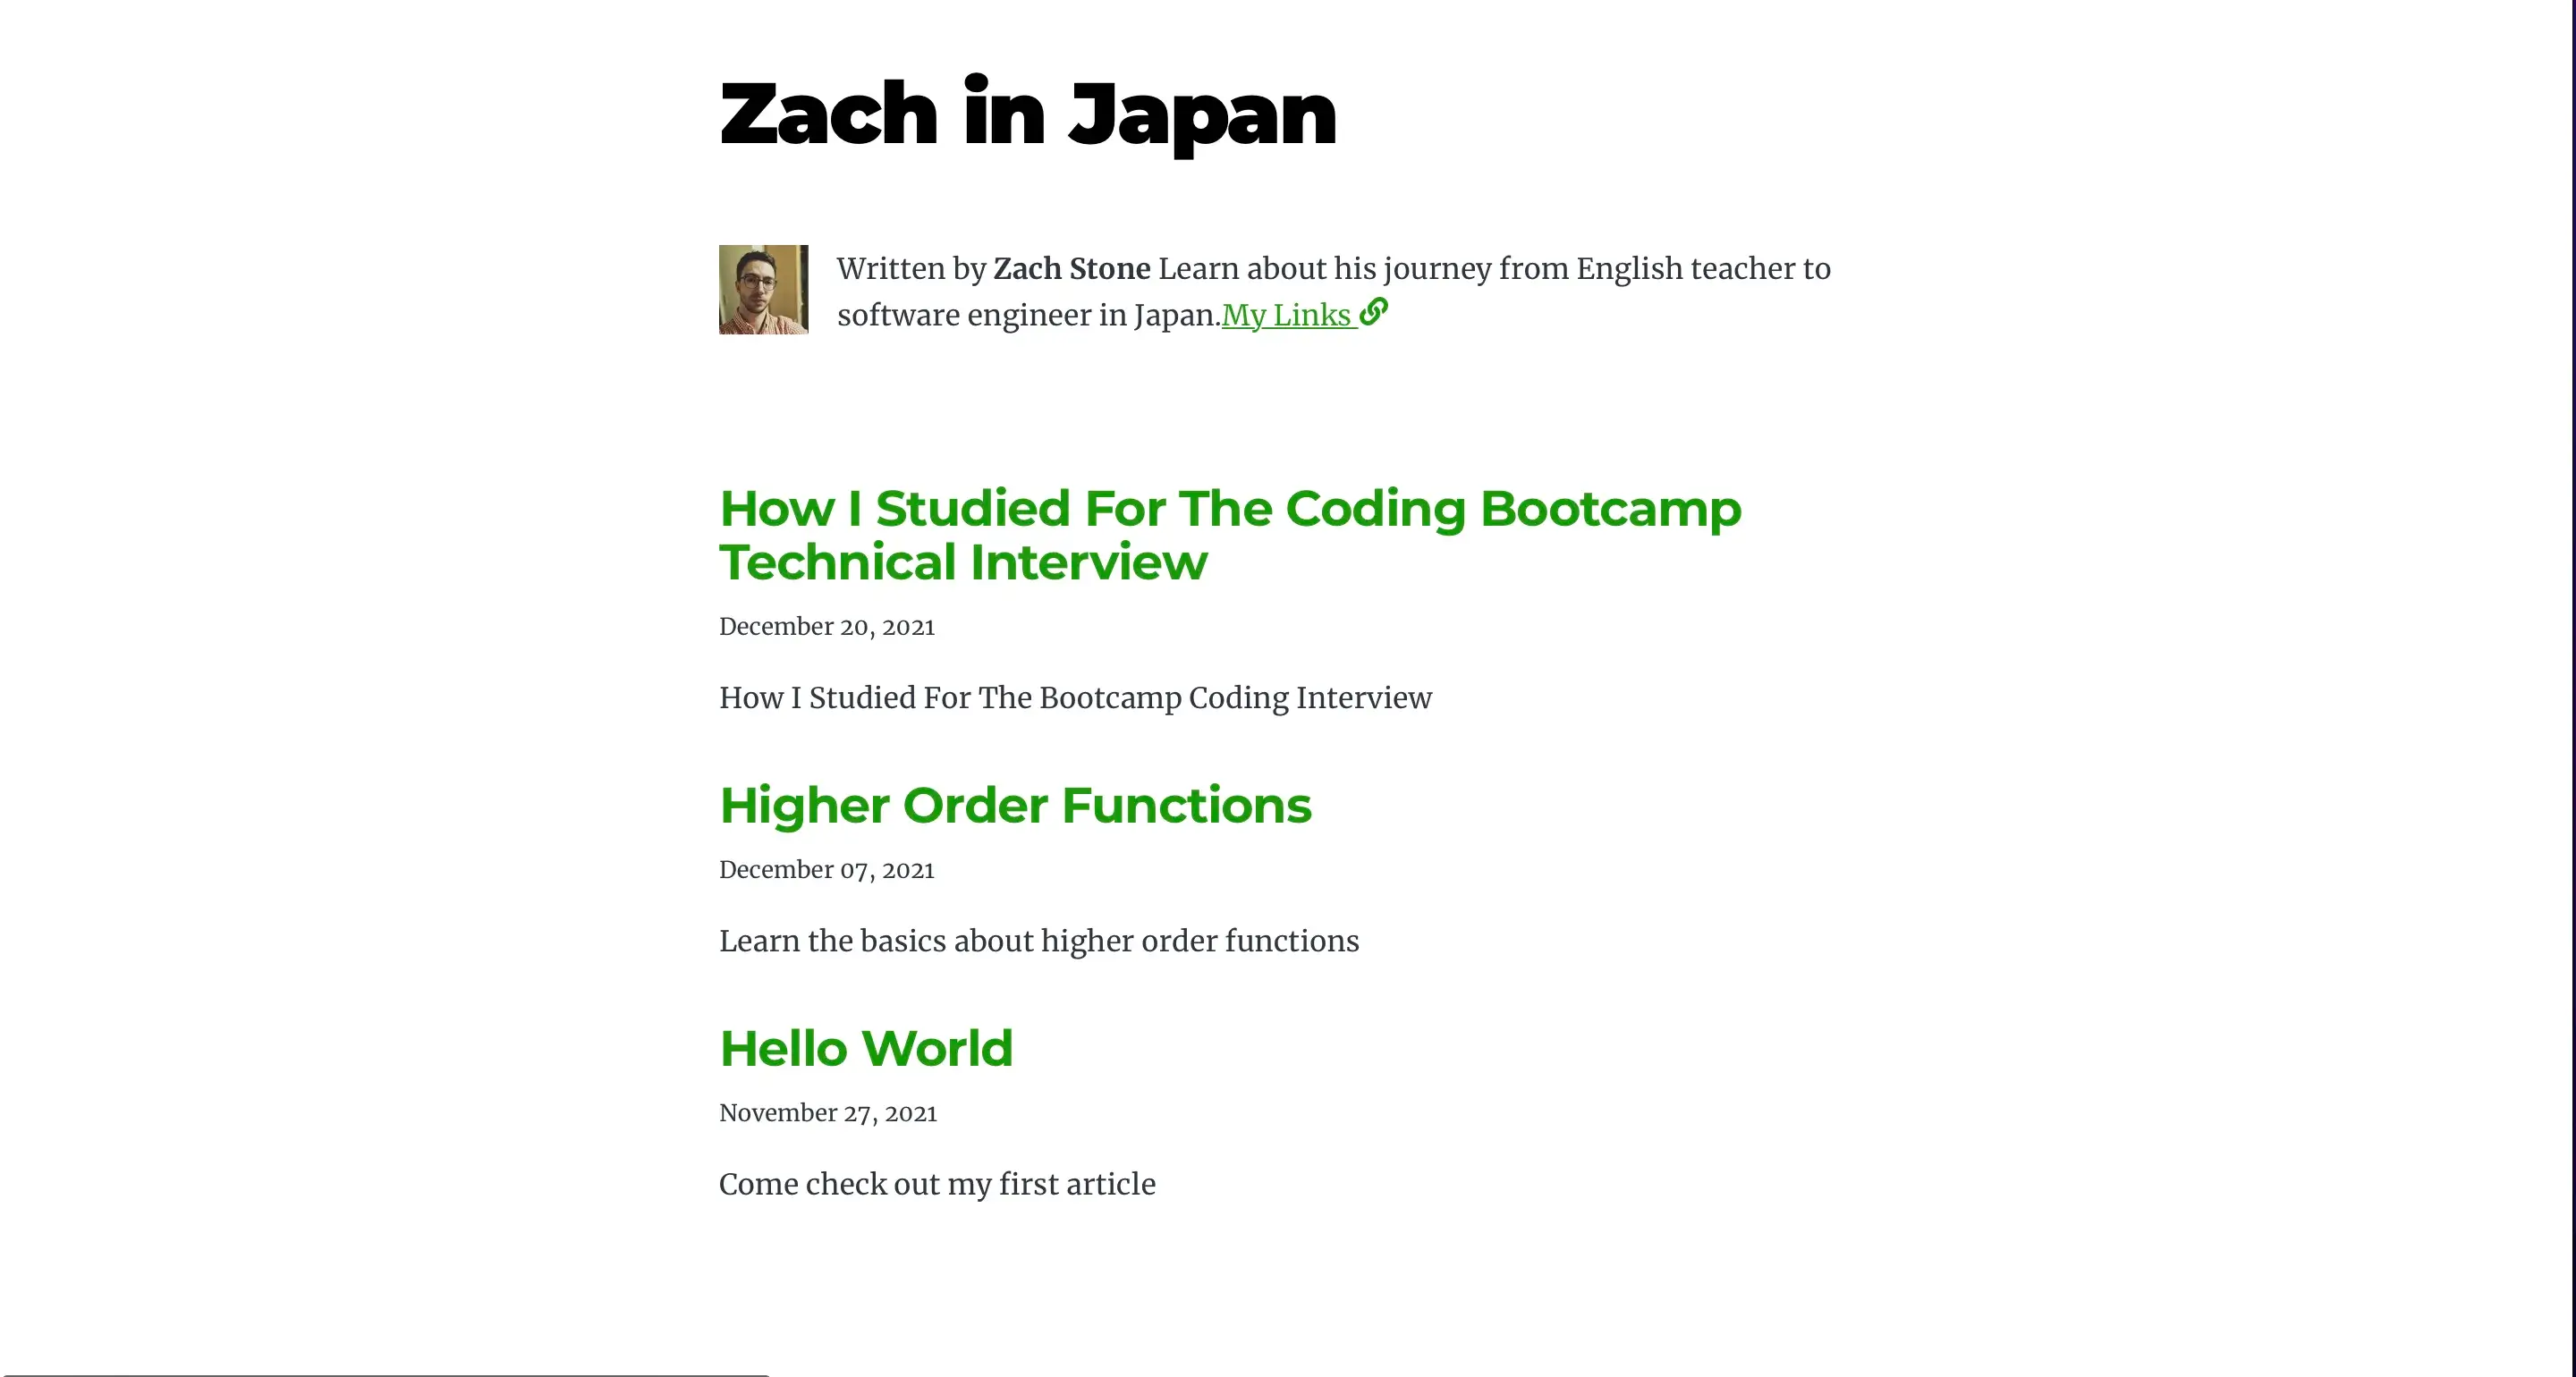 Zach in Japan
Written by Zach Stone Learn about his journey from English teacher to
software engineer in Japan.My Links
How I Studied For The Coding Bootcamp
Technical Interview
December 20, 2021
How I Studied For The Bootcamp Coding Interview
Higher Order Functions
December 07, 2021
Learn the basics about higher order functions
Hello World
November 27, 2021
Come check out my first article